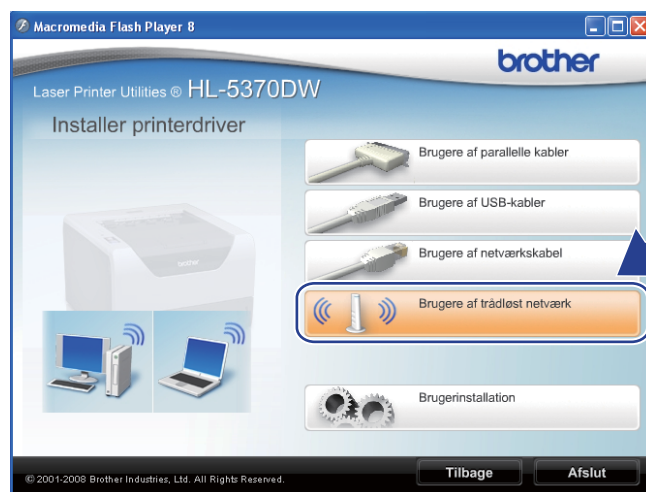 Macromedia Flash Player 8
brother
Laser Printer Utilities ® HL-5370DW
Installer printerdriver
Brugere af parallelle kabler
Brugere af USB-kabler
Brugere af netværkskabel
Brugere af trådløst netværk
Brugerinstallation
Tilbage
Afslut
© 2001-2008 Brother Industries, Ltd. All Rights Reserved.